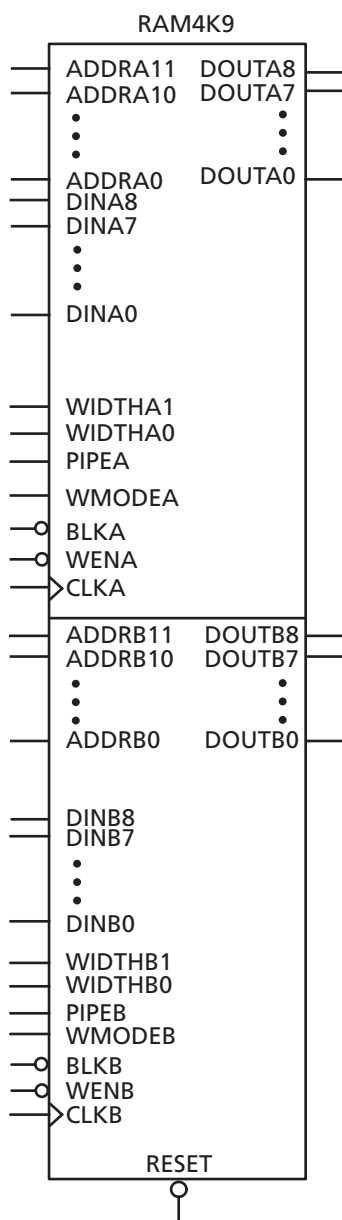 RAM4K9
ADDRA11 DOUTA8
ADDRA10 DOUTA7
ADDRA0 DOUTA0
DINA8
DINA7
DINA0
WIDTHA1
WIDTHA0
PIPEA
WMODEA
BLKA
WENA
CLKA
ADDRB11 DOUTB8
ADDRB10 DOUTB7
ADDRB0 DOUTB0
DINB8
DINB7
DINB0
WIDTHB1
WIDTHB0
PIPEB
WMODEB
BLKB
WENB
CLKB
RESET